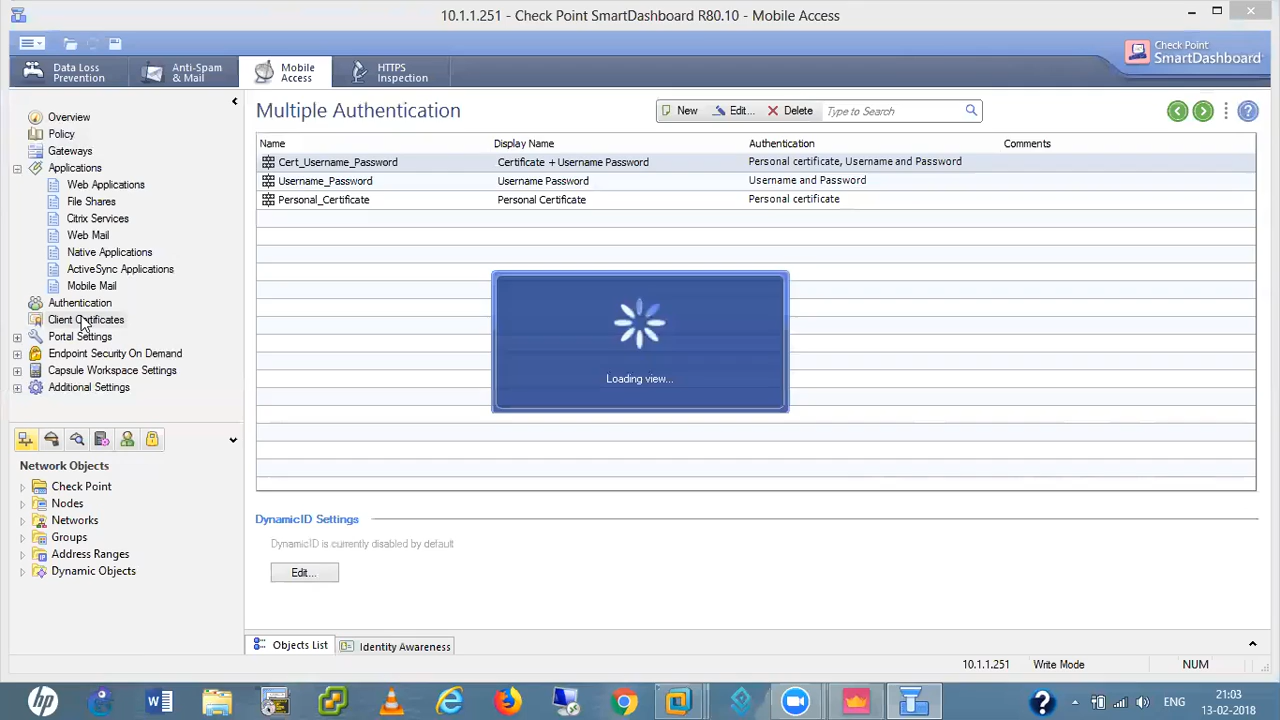 10.1.1.251 - Check Point SmartDashboard R80.10 - Mobile Access
Check Point
SmartDashboard
Data Loss
Prevention
Anti-Spam
& Mail
Mobile
Access
HTTPS
Inspection
Overview
Policy
Gateways
Applications
Web Applications
File Shares
Citrix Services
Web Mail
Native Applications
ActiveSync Applications
Mobile Mail
Authentication
Client Certificates
Portal Settings
Endpoint Security On Demand
Capsule Workspace Settings
Additional Settings
Network Objects
Check Point
Nodes
Networks
Groups
Address Ranges
Dynamic Objects
Multiple Authentication
New Edit... Delete Type to Search
Name Display Name Authentication Comments
Cert_Username_Password Certificate + Username Password Personal certificate, Username and Password
Username_Password Username Password Username and Password
Personal_Certificate Personal Certificate Personal certificate
Loading view...
DynamicID Settings
DynamicID is currently disabled by default
Edit...
Objects List Identity Awareness
10.1.1.251 Write Mode NUM
ENG
21:03
13-02-2018